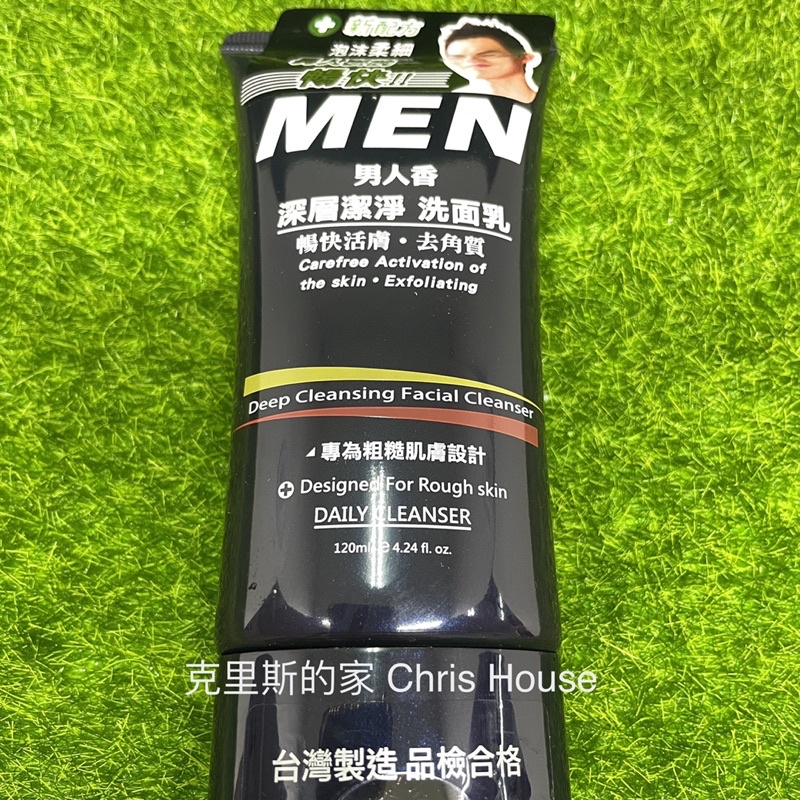 新配方
泡沫柔細
暢快!!
MEN
男人香
深層潔淨 洗面乳
暢快活膚・去角質
Carefree Activation of
the skin・Exfoliating
Deep Cleansing Facial Cleanser
專為粗糙肌膚設計
Designed For Rough skin
DAILY CLEANSER
120ml ℮ 4.24 fl. oz.
克里斯的家 Chris House
台灣製造 品檢合格